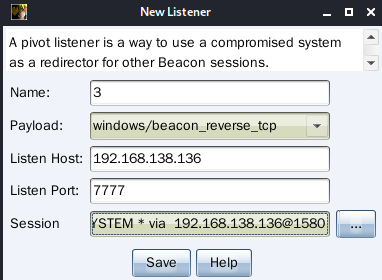 New Listener
A pivot listener is a way to use a compromised system
as a redirector for other Beacon sessions.
Name: 3
Payload: windows/beacon_reverse_tcp
Listen Host: 192.168.138.136
Listen Port: 7777
Session YSTEM * via 192.168.138.136@1580 ...
Save Help